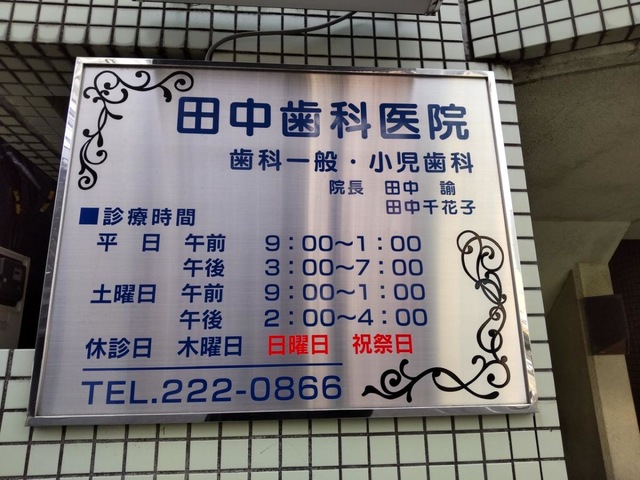 田中歯科医院
歯科一般・小児歯科
院長 田中 諭
田中千花子
■診療時間
平 日 午前 9:00〜1:00
午後 3:00〜7:00
土曜日 午前 9:00〜1:00
午後 2:00〜4:00
休診日 木曜日 日曜日 祝祭日
TEL.222-0866